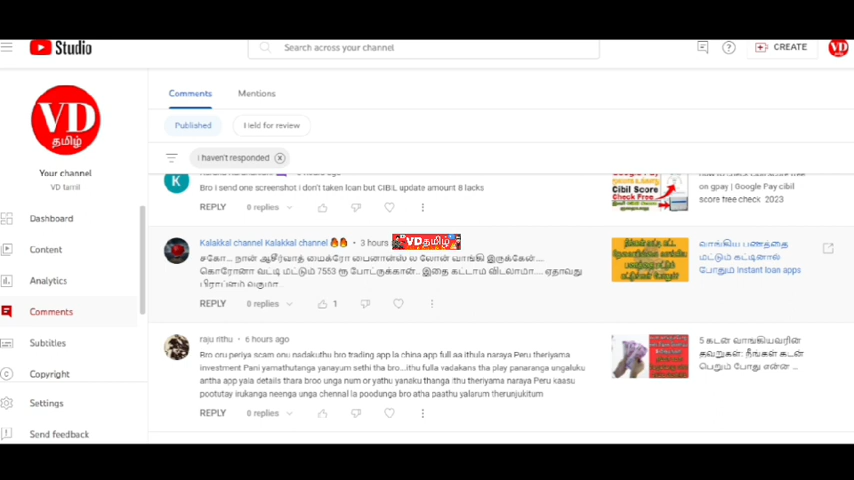 Studio
Search across your channel
CREATE
VD
VD
தமிழ்
Your channel
VD tamil
Dashboard
Content
Analytics
Comments
Subtitles
Copyright
Settings
Send feedback
Comments
Mentions
Published
Held for review
I haven't responded
K
Bro I send one screenshot I don't taken loan but CIBIL update amount 8 lacks
REPLY
0 replies
Cibil Score
Check Free
on gpay | Google Pay cibil
score free check 2023
Kalakkal channel Kalakkal channel 🔥🔥 • 3 hours
VDதமிழ்
சகோ... நான் ஆசீர்வாத் மைக்ரோ பைனான்ஸ் ல லோன் வாங்கி இருக்கேன்....
கொரோனா வட்டி மட்டும் 7553 ரூ போட்ருக்கான்.. இதை கட்டாம விடலாமா.... ஏதாவது
பிராப்ளம் வருமா..
REPLY
0 replies
1
வாங்கிய பணத்தை
மட்டும் கட்டினால்
போதும் Instant loan apps
raju rithu • 6 hours ago
Bro oru periya scam onu nadakuthu bro trading app la china app full aa ithula naraya Peru theriyama
investment Pani yamathutanga yanayum sethi tha bro...ithu fulla vadakans tha play panaranga ungaluku
antha app yala details thara broo unga num or yathu yanaku thanga ithu theriyama naraya Peru kaasu
pootutay irukanga neenga unga chennal la poodunga bro atha paathu yalarum therunjukitum
REPLY
0 replies
5 கடன் வாங்கியவரின்
தவறுகள்: நீங்கள் கடன்
பெறும் போது என்ன ...